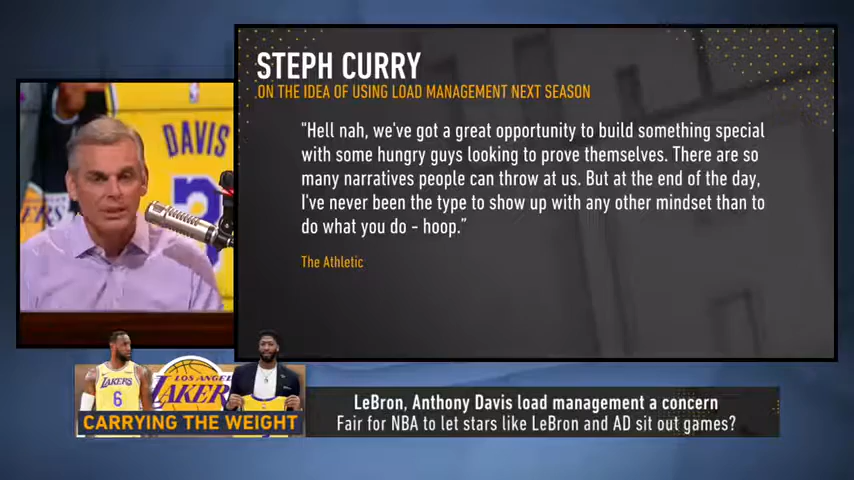 STEPH CURRY
ON THE IDEA OF USING LOAD MANAGEMENT NEXT SEASON
"Hell nah, we've got a great opportunity to build something special
with some hungry guys looking to prove themselves. There are so
many narratives people can throw at us. But at the end of the day,
I've never been the type to show up with any other mindset than to
do what you do - hoop."
The Athletic
DAVIS
LAKERS
6
LOS ANGELES
LAKERS
CARRYING THE WEIGHT
LeBron, Anthony Davis load management a concern
Fair for NBA to let stars like LeBron and AD sit out games?